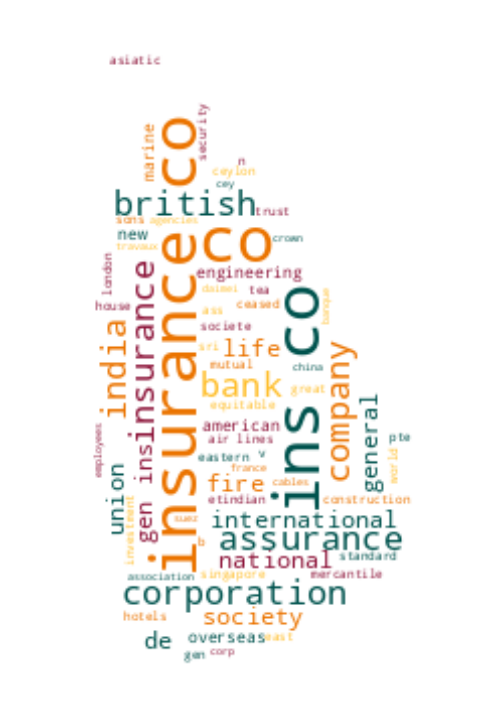 asiatic
co
security
marine
n
ceylon
cey
british
trust
sons
agencies
new
crown
travaux
co
insurance co
engineering
london
insinsurance
daimei
tea
house
ceased
banque
ass
india
societe
ins co
sri
life
mutual
company
china
bank
great
equitable
general
american
air lines
pte
employees
eastern
v
france
world
union
fire
cables
gen ins
etindian
construction
investment
suez
international
assurance
b
national
standard
association
singapore
mercantile
corporation
hotels
society
de
overseas
east
gen
corp